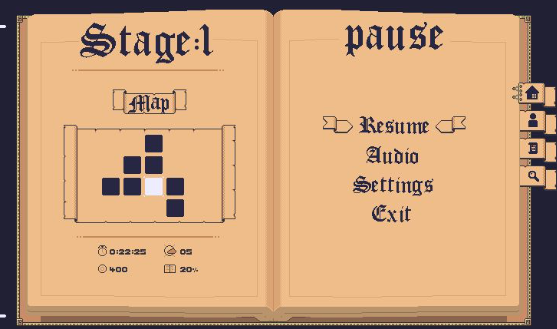 Stage:1
Map
0:22:25 05
400 20%
pause
Resume
Audio
Settings
Exit